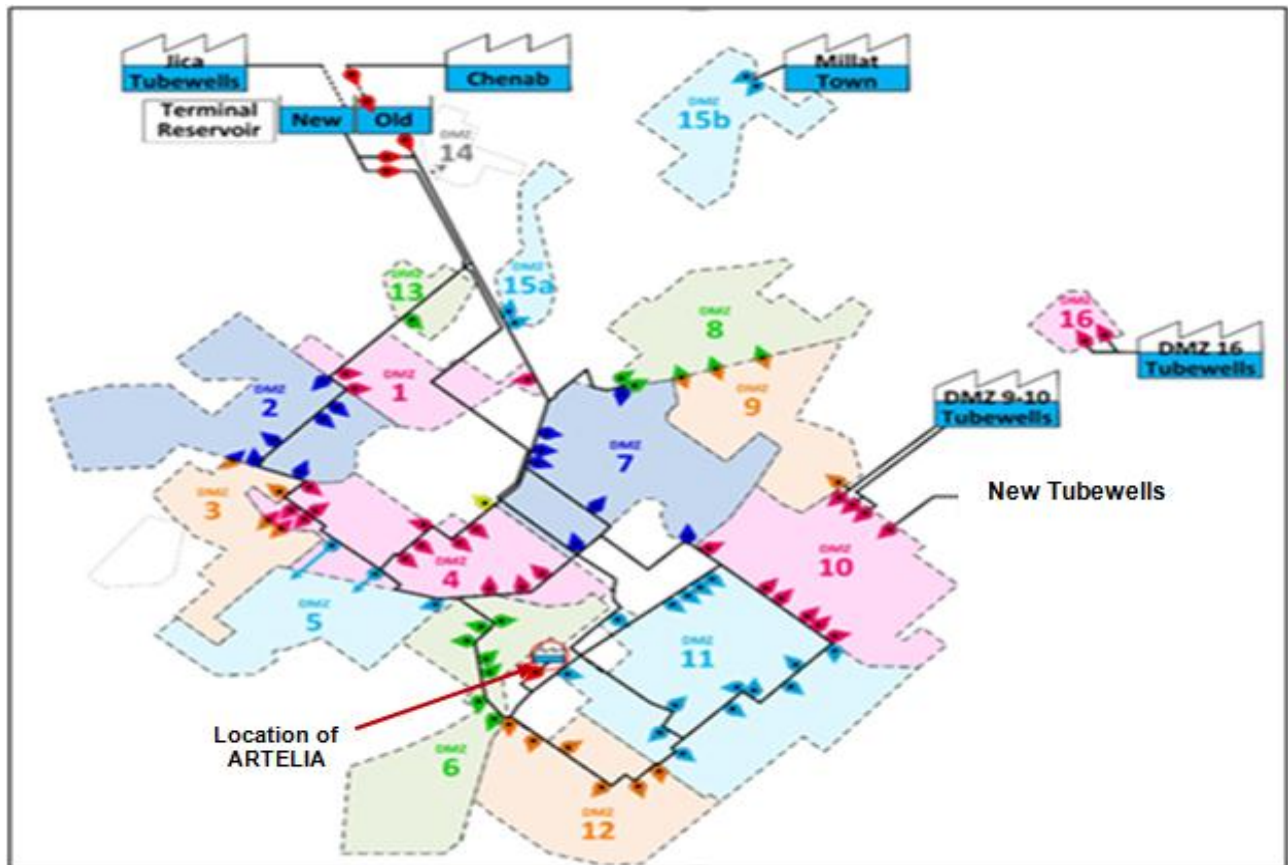 Jica
Tubewells
Chenab
Millat
Town
Terminal
Reservoir
New
Old
DMZ
14
DMZ
15b
DMZ
13
DMZ
15a
DMZ
8
DMZ
16
DMZ 16
Tubewells
DMZ
1
DMZ
2
DMZ
9
DMZ 9-10
Tubewells
DMZ
7
New Tubewells
DMZ
3
DMZ
4
DMZ
10
DMZ
5
DMZ
11
Location of
ARTELIA
DMZ
6
DMZ
12